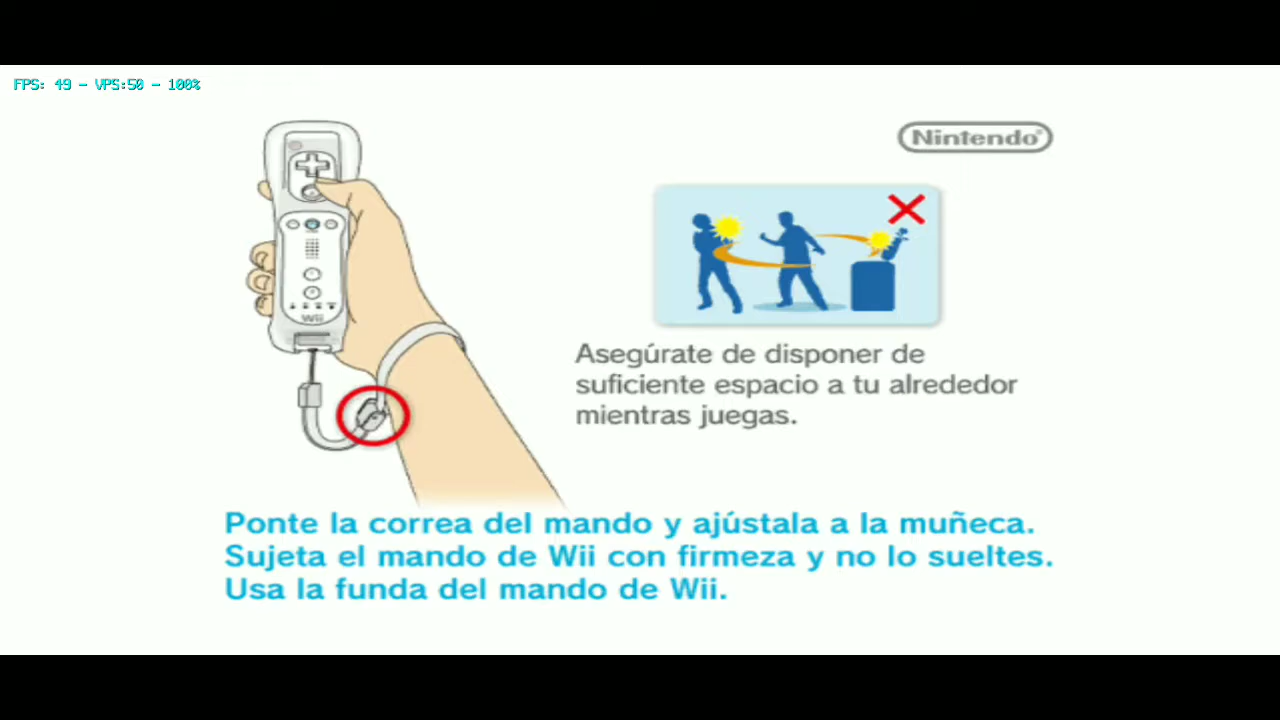 FPS: 49 - VPS:50 - 100%
Nintendo®
Wii
Asegúrate de disponer de
suficiente espacio a tu alrededor
mientras juegas.
Ponte la correa del mando y ajústala a la muñeca.
Sujeta el mando de Wii con firmeza y no lo sueltes.
Usa la funda del mando de Wii.